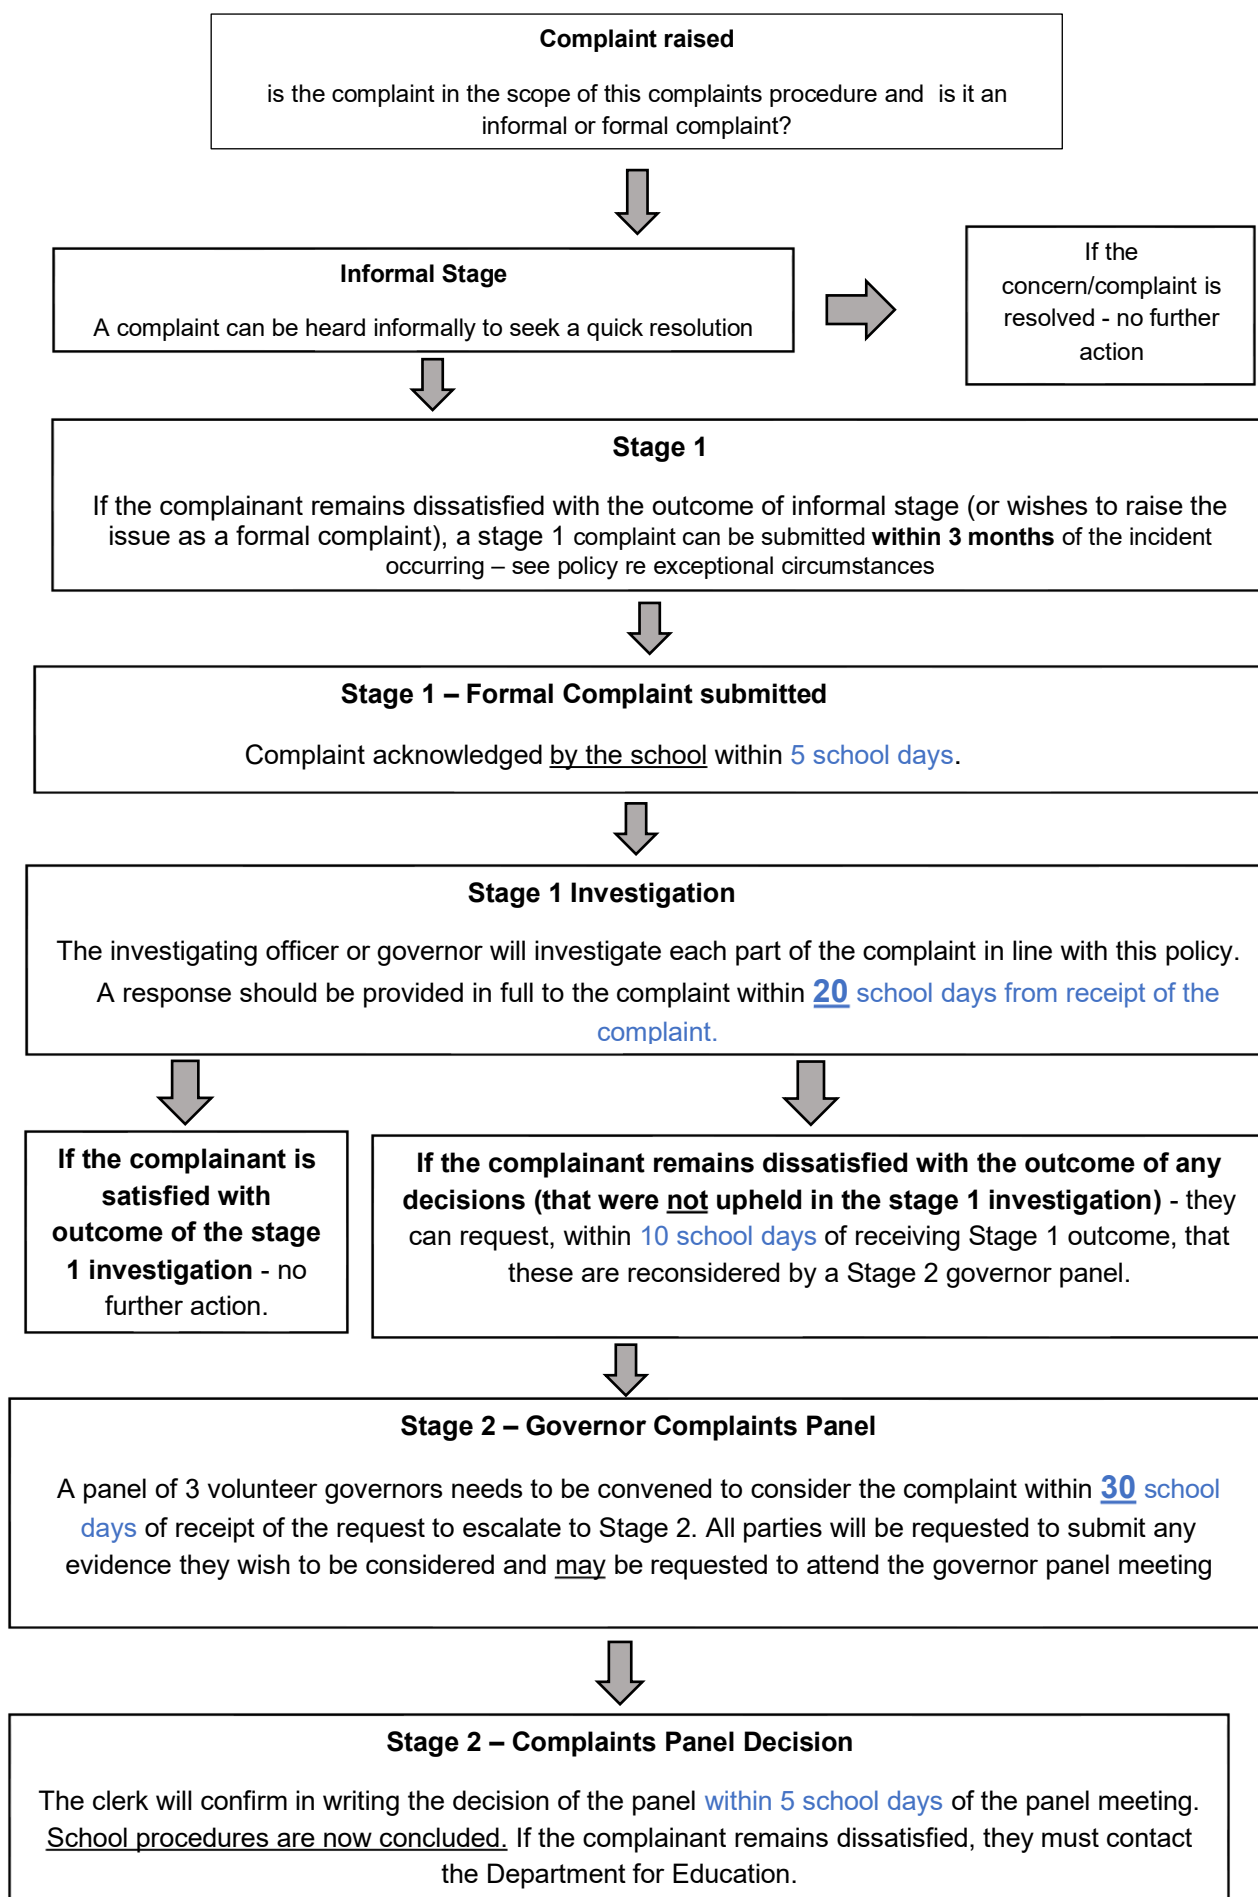 Complaint raised
is the complaint in the scope of this complaints procedure and  is it an
informal or formal complaint?
Informal Stage
A complaint can be heard informally to seek a quick resolution
If the
concern/complaint is
resolved - no further
action
Stage 1
If the complainant remains dissatisfied with the outcome of informal stage (or wishes to raise the
issue as a formal complaint), a stage 1 complaint can be submitted within 3 months of the incident
occurring – see policy re exceptional circumstances
Stage 1 – Formal Complaint submitted
Complaint acknowledged by the school within 5 school days.
Stage 1 Investigation
The investigating officer or governor will investigate each part of the complaint in line with this policy.
A response should be provided in full to the complaint within 20 school days from receipt of the
complaint.
If the complainant is
satisfied with
outcome of the stage
1 investigation - no
further action.
If the complainant remains dissatisfied with the outcome of any
decisions (that were not upheld in the stage 1 investigation) - they
can request, within 10 school days of receiving Stage 1 outcome, that
these are reconsidered by a Stage 2 governor panel.
Stage 2 – Governor Complaints Panel
A panel of 3 volunteer governors needs to be convened to consider the complaint within 30 school
days of receipt of the request to escalate to Stage 2. All parties will be requested to submit any
evidence they wish to be considered and may be requested to attend the governor panel meeting
Stage 2 – Complaints Panel Decision
The clerk will confirm in writing the decision of the panel within 5 school days of the panel meeting.
School procedures are now concluded. If the complainant remains dissatisfied, they must contact
the Department for Education.